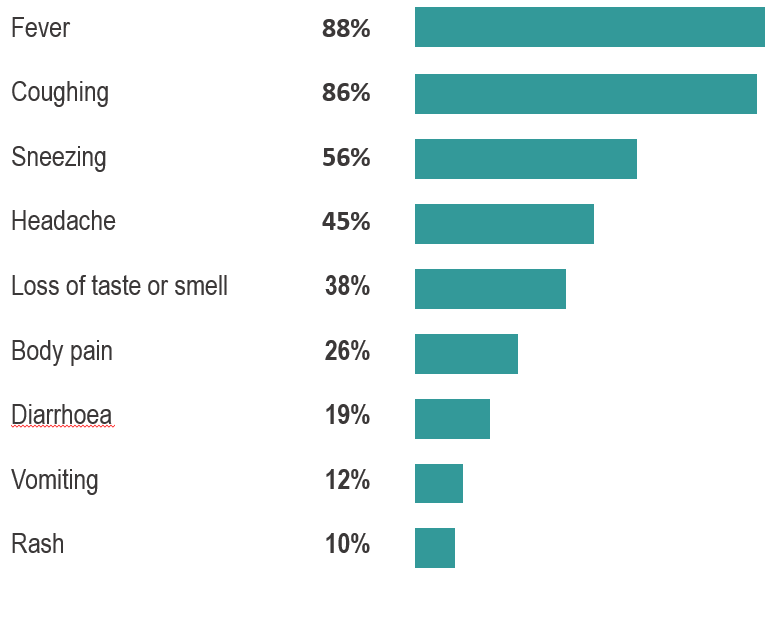 Fever 88%
Coughing 86%
Sneezing 56%
Headache 45%
Loss of taste or smell 38%
Body pain 26%
Diarrhoea 19%
Vomiting 12%
Rash 10%